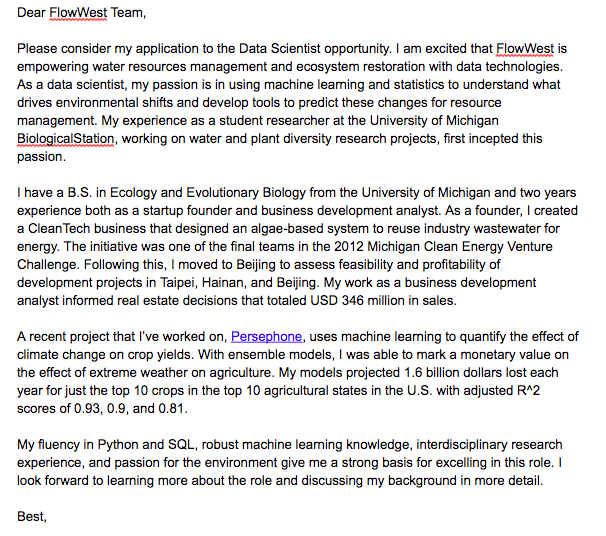 Dear FlowWest Team,
Please consider my application to the Data Scientist opportunity. I am excited that FlowWest is
empowering water resources management and ecosystem restoration with data technologies.
As a data scientist, my passion is in using machine learning and statistics to understand what
drives environmental shifts and develop tools to predict these changes for resource
management. My experience as a student researcher at the University of Michigan
BiologicalStation, working on water and plant diversity research projects, first incepted this
passion.
I have a B.S. in Ecology and Evolutionary Biology from the University of Michigan and two years
experience both as a startup founder and business development analyst. As a founder, I created
a CleanTech business that designed an algae-based system to reuse industry wastewater for
energy. The initiative was one of the final teams in the 2012 Michigan Clean Energy Venture
Challenge. Following this, I moved to Beijing to assess feasibility and profitability of
development projects in Taipei, Hainan, and Beijing. My work as a business development
analyst informed real estate decisions that totaled USD 346 million in sales.
A recent project that I've worked on, Persephone, uses machine learning to quantify the effect of
climate change on crop yields. With ensemble models, I was able to mark a monetary value on
the effect of extreme weather on agriculture. My models projected 1.6 billion dollars lost each
year for just the top 10 crops in the top 10 agricultural states in the U.S. with adjusted R^2
scores of 0.93, 0.9, and 0.81.
My fluency in Python and SQL, robust machine learning knowledge, interdisciplinary research
experience, and passion for the environment give me a strong basis for excelling in this role. I
look forward to learning more about the role and discussing my background in more detail.
Best,